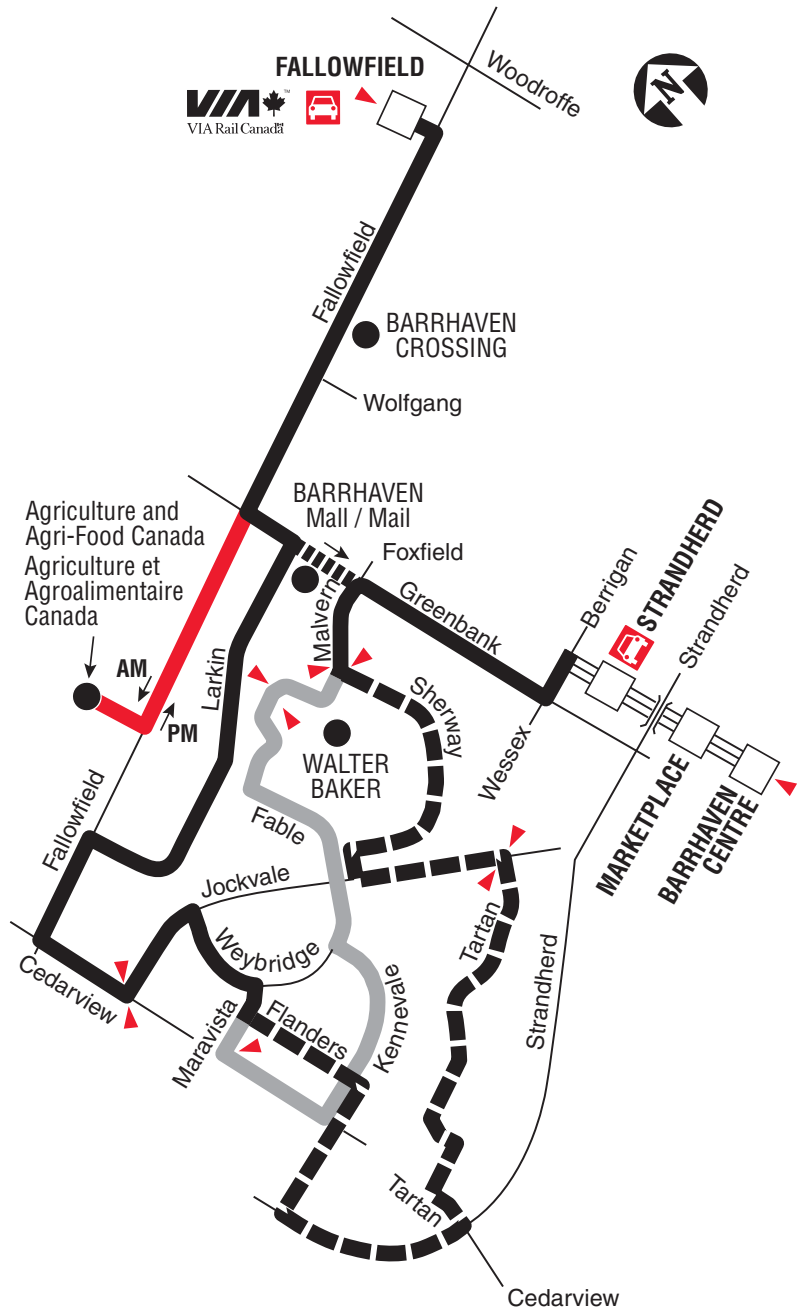 Woodroffe
FALLOWFIELD
VIA™
VIA Rail Canada
N
Fallowfield
BARRHAVEN
CROSSING
Wolfgang
BARRHAVEN
Mall / Mail
Foxfield
Agriculture and
Agri-Food Canada
Agriculture et
Agroalimentaire
Canada
Malvern
Greenbank
Berrigan
STRANDHERD
Strandherd
AM
PM
Larkin
Sherway
Wessex
WALTER
BAKER
MARKETPLACE
BARRHAVEN
CENTRE
Fallowfield
Fable
Jockvale
Weybridge
Tartan
Cedarview
Maravista
Flanders
Kennevale
Strandherd
Tartan
Cedarview